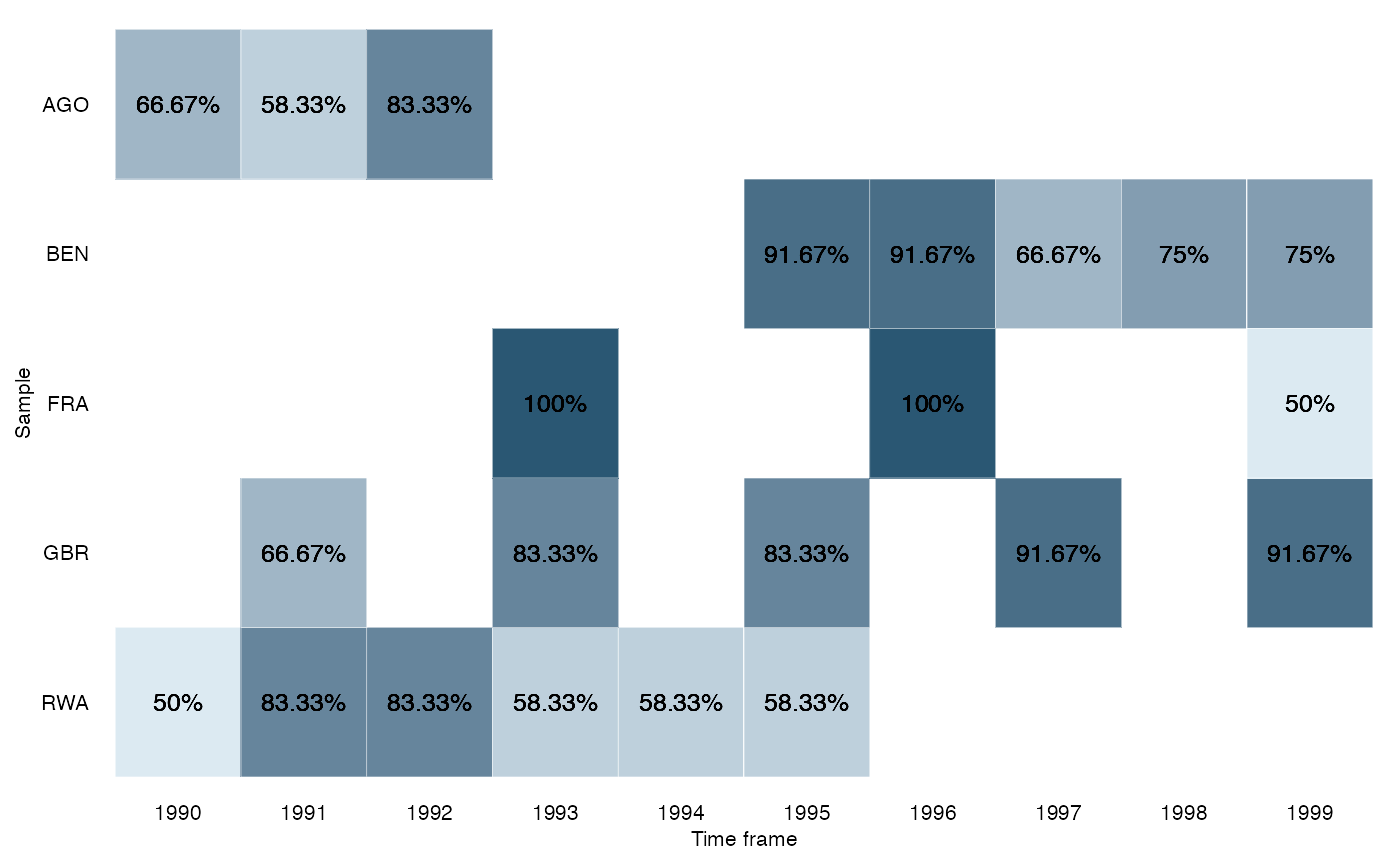 AGO 66.67% 58.33% 83.33%
BEN 91.67% 91.67% 66.67% 75% 75%
Sample
FRA 100% 100% 50%
GBR 66.67% 83.33% 83.33% 91.67% 91.67%
RWA 50% 83.33% 83.33% 58.33% 58.33% 58.33%
1990 1991 1992 1993 1994 1995 1996 1997 1998 1999
Time frame